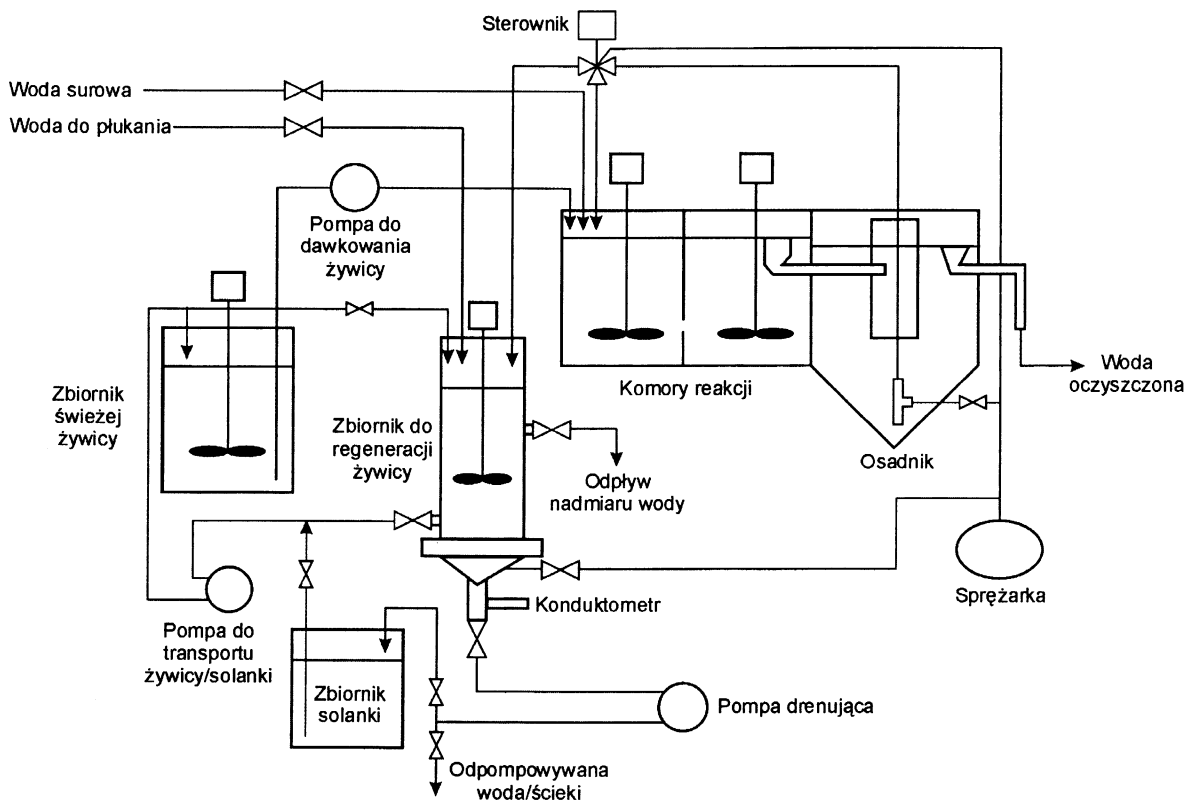 Sterownik
Woda surowa
Woda do płukania
Pompa do
dawkowania
żywicy
Komory reakcji
Woda
oczyszczona
Zbiornik
świeżej
żywicy
Zbiornik do
regeneracji
żywicy
Osadnik
Odpływ
nadmiaru wody
Sprężarka
Konduktometr
Pompa do
transportu
żywicy/solanki
Zbiornik
solanki
Pompa drenująca
Odpompowywana
woda/ścieki